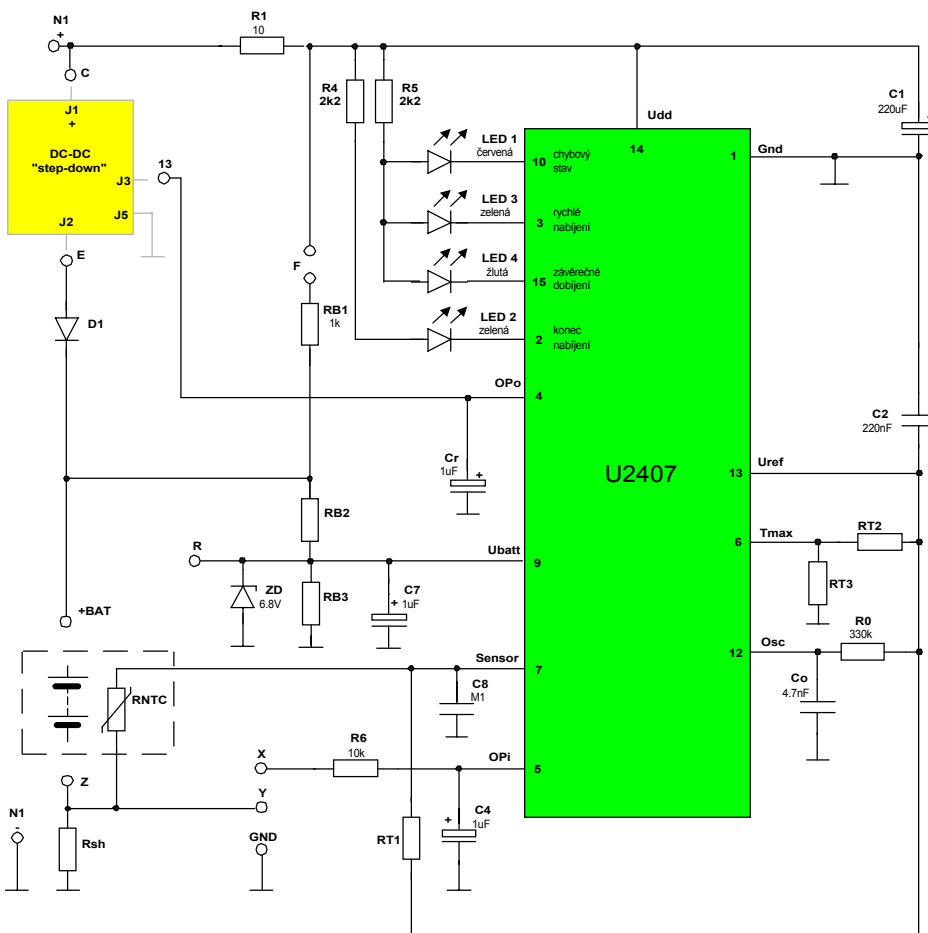 N1
+
R1
10
C
J1
+
DC-DC
"step-down"
J3
J5
J2
13
E
R4
2k2
R5
2k2
LED 1
červená
LED 3
zelená
LED 4
žlutá
LED 2
zelená
10
chybový
stav
3
rychlé
nabíjení
15
závěrečné
dobíjení
2
konec
nabíjení
Udd
14
1
Gnd
C1
220uF
+
F
RB1
1k
D1
OPo
4
Cr
1uF
+
U2407
C2
220nF
13
Uref
RB2
R
Ubatt
9
ZD
6.8V
RB3
C7
+
1uF
6
Tmax
RT2
RT3
R0
330k
12
Osc
Co
4.7nF
+BAT
RNTC
Sensor
7
C8
M1
X
R6
10k
OPi
5
Z
Y
N1
-
Rsh
GND
RT1
C4
+
1uF